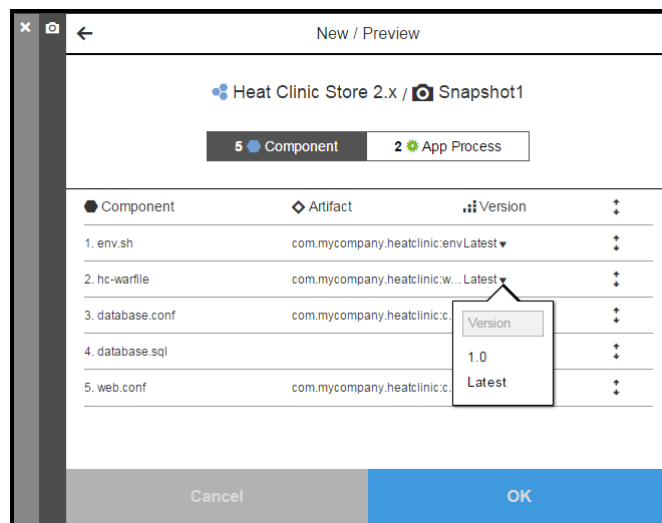 New / Preview
Heat Clinic Store 2.x / Snapshot1
5 Component 2 App Process
Component Artifact Version
1. env.sh com.mycompany.heatclinic:env Latest
2. hc-warfile com.mycompany.heatclinic:w... Latest
3. database.conf com.mycompany.heatclinic:c.
Version
4. database.sql
1.0
Latest
5. web.conf com.mycompany.heatclinic:c.
Cancel OK